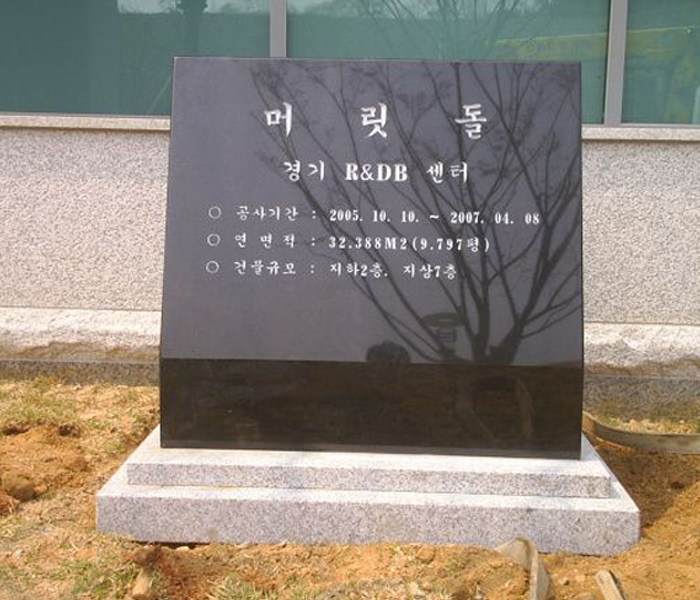 머 릿 돌
경기 R&DB 센터
○ 공사기간 : 2005. 10. 10. ~ 2007. 04. 08
○ 연 면 적 : 32.388M2(9.797평)
○ 건물규모 : 지하2층. 지상7층